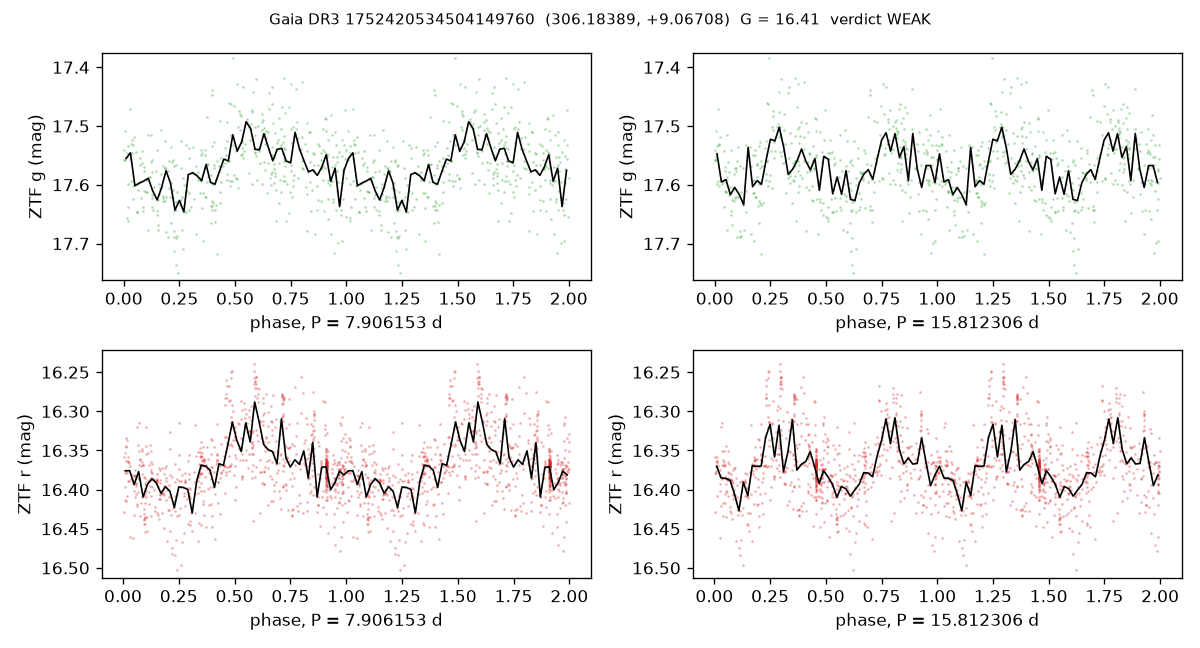 Gaia DR3 1752420534504149760 (306.18389, +9.06708) G = 16.41 verdict WEAK
ZTF g (mag)
17.4
17.5
17.6
17.7
0.00 0.25 0.50 0.75 1.00 1.25 1.50 1.75 2.00
phase, P = 7.906153 d
ZTF g (mag)
17.4
17.5
17.6
17.7
0.00 0.25 0.50 0.75 1.00 1.25 1.50 1.75 2.00
phase, P = 15.812306 d
ZTF r (mag)
16.25
16.30
16.35
16.40
16.45
16.50
0.00 0.25 0.50 0.75 1.00 1.25 1.50 1.75 2.00
phase, P = 7.906153 d
ZTF r (mag)
16.25
16.30
16.35
16.40
16.45
16.50
0.00 0.25 0.50 0.75 1.00 1.25 1.50 1.75 2.00
phase, P = 15.812306 d